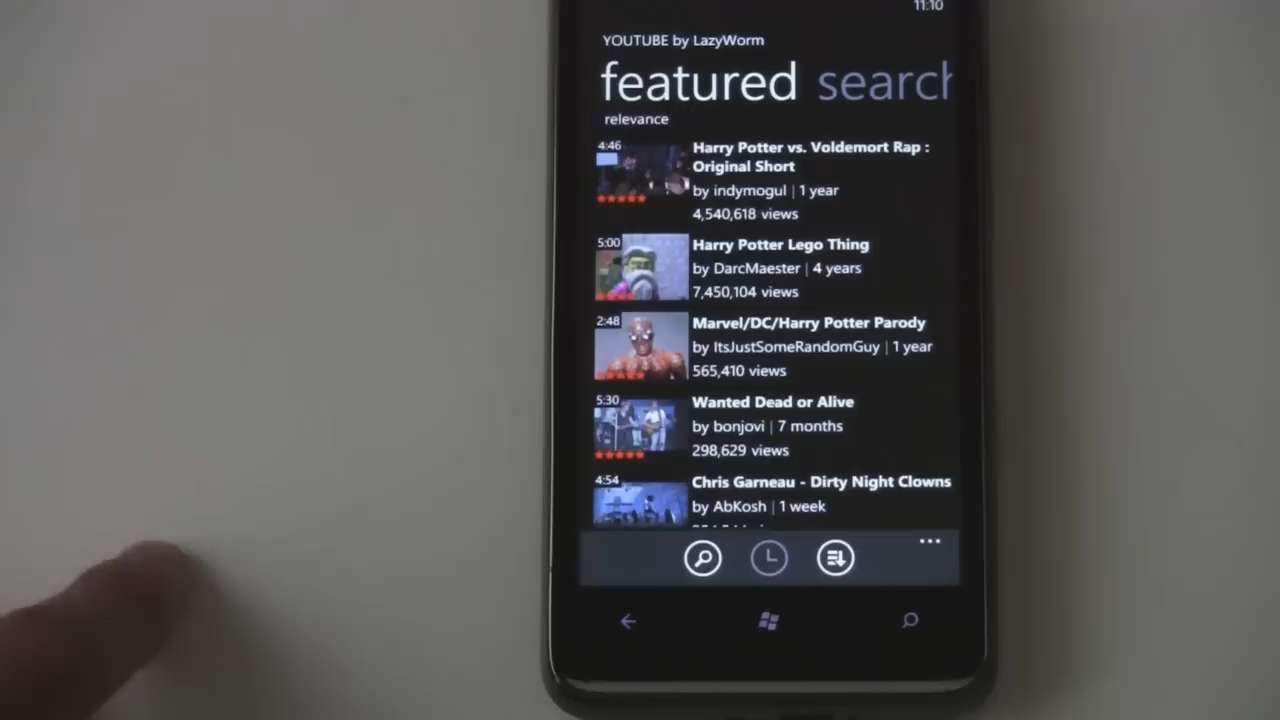 11:10
YOUTUBE by LazyWorm
featured search
relevance
4:46
Harry Potter vs. Voldemort Rap :
Original Short
by indymogul | 1 year
4,540,618 views
5:00
Harry Potter Lego Thing
by DarcMaester | 4 years
7,450,104 views
2:48
Marvel/DC/Harry Potter Parody
by ItsJustSomeRandomGuy | 1 year
565,410 views
5:30
Wanted Dead or Alive
by bonjovi | 7 months
298,629 views
4:54
Chris Garneau - Dirty Night Clowns
by AbKosh | 1 week